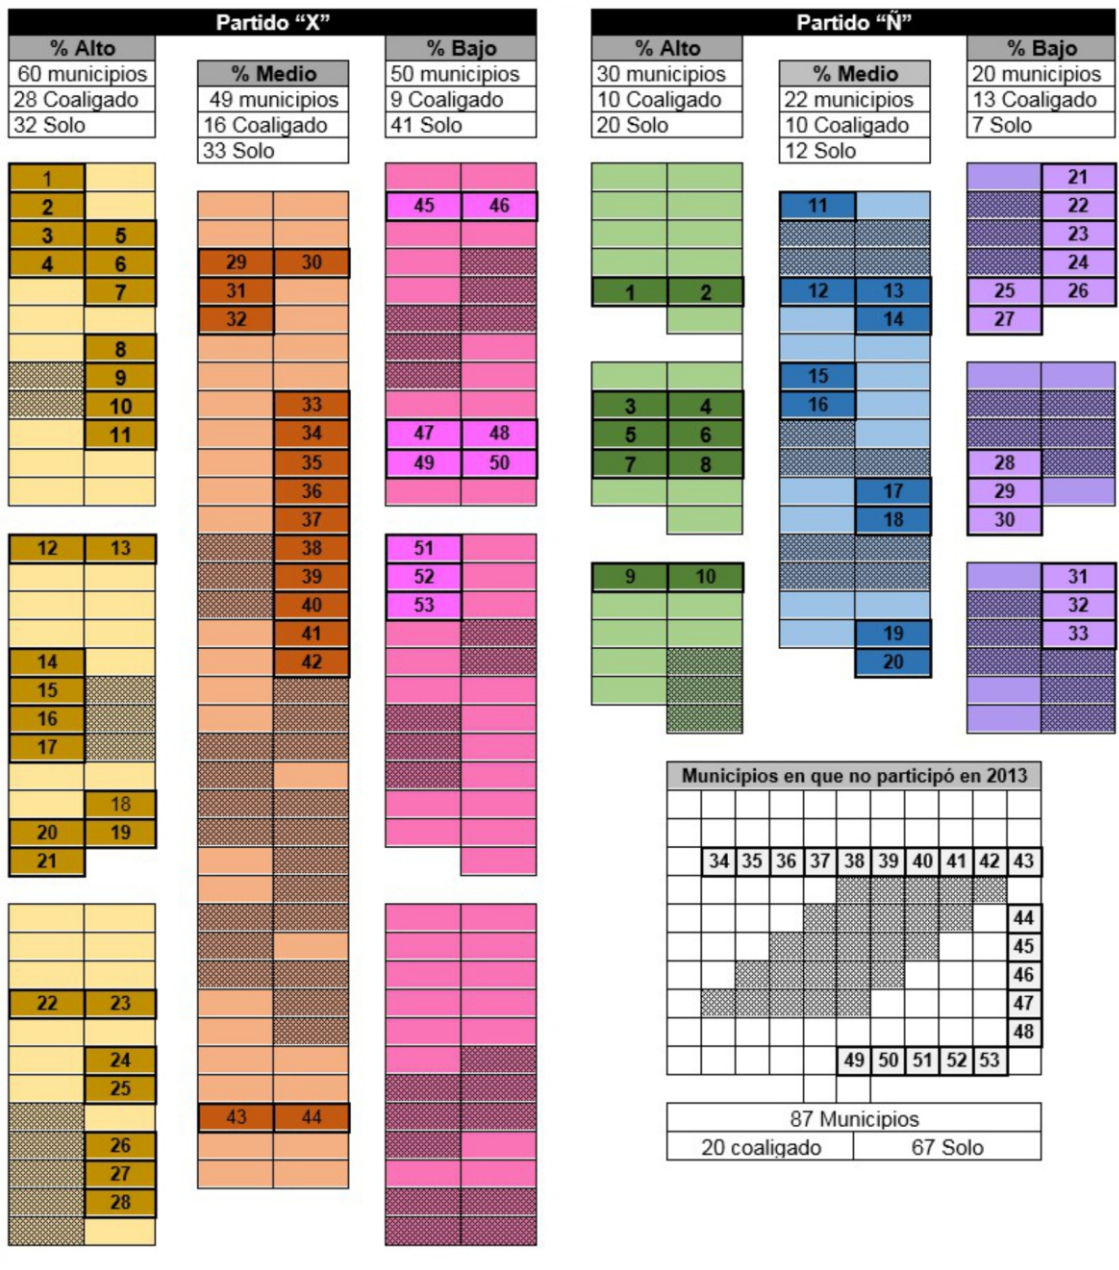 Partido “X”
% Alto
60 municipios
28 Coaligado
32 Solo
% Medio
49 municipios
16 Coaligado
33 Solo
% Bajo
50 municipios
9 Coaligado
41 Solo
1
2
3 5
4 6
7
8
9
10
11
12 13
14
15
16
17
18
20 19
21
22 23
24
25
26
27
28
29 30
31
32
33
34
35
36
37
38
39
40
41
42
43 44
45 46
47 48
49 50
51
52
53
Partido “Ñ”
% Alto
30 municipios
10 Coaligado
20 Solo
% Medio
22 municipios
10 Coaligado
12 Solo
% Bajo
20 municipios
13 Coaligado
7 Solo
1 2
3 4
5 6
7 8
9 10
11
12 13
14
15
16
17
18
19
20
21
22
23
24
25 26
27
28
29
30
31
32
33
Municipios en que no participó en 2013
34 35 36 37 38 39 40 41 42 43
44
45
46
47
48
49 50 51 52 53
87 Municipios
20 coaligado 67 Solo